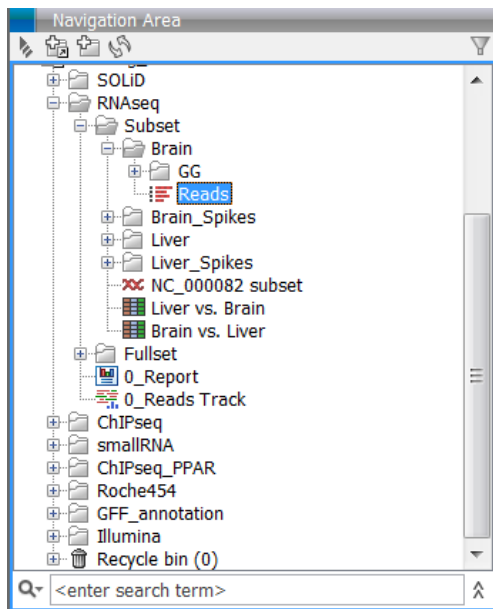 Navigation Area
SOLiD
RNAseq
Subset
Brain
GG
Reads
Brain_Spikes
Liver
Liver_Spikes
NC_000082 subset
Liver vs. Brain
Brain vs. Liver
Fullset
0_Report
0_Reads Track
ChIPseq
smallRNA
ChIPseq_PPAR
Roche454
GFF_annotation
Illumina
Recycle bin (0)
<enter search term>